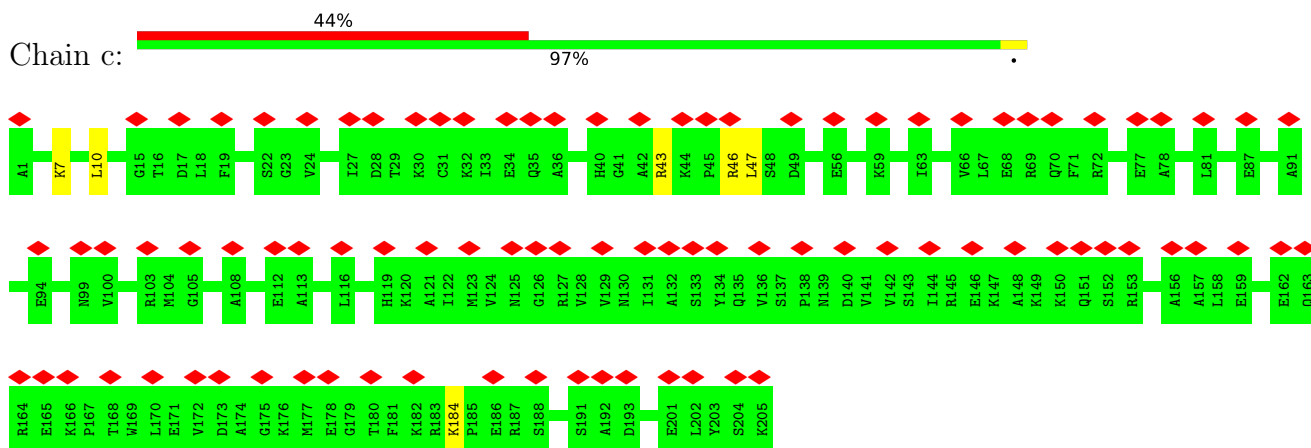 44%
Chain c:
97%
•
A1 K7 L10 G15 T16 D17 L18 F19 S22 G23 V24 I27 D28 T29 K30 C31 K32 I33 E34 Q35 A36 H40 G41 A42 R43 K44 P45 R46 L47 S48 D49 E56 K59 I63 V66 L67 E68 R69 Q70 F71 R72 E77 A78 L81 E87 A91
E94 N99 V100 R103 M104 G105 A108 E112 A113 L116 H119 K120 A121 I122 M123 V124 N125 G126 R127 V128 V129 N130 I131 A132 S133 Y134 Q135 V136 S137 P138 N139 D140 V141 V142 S143 I144 R145 E146 K147 A148 K149 K150 Q151 S152 R153 A156 A157 L158 E159 E162 Q163
R164 E165 K166 P167 T168 W169 L170 E171 V172 D173 A174 G175 K176 M177 E178 G179 T180 F181 K182 R183 K184 P185 E186 R187 S188 S191 A192 D193 E201 L202 Y203 S204 K205